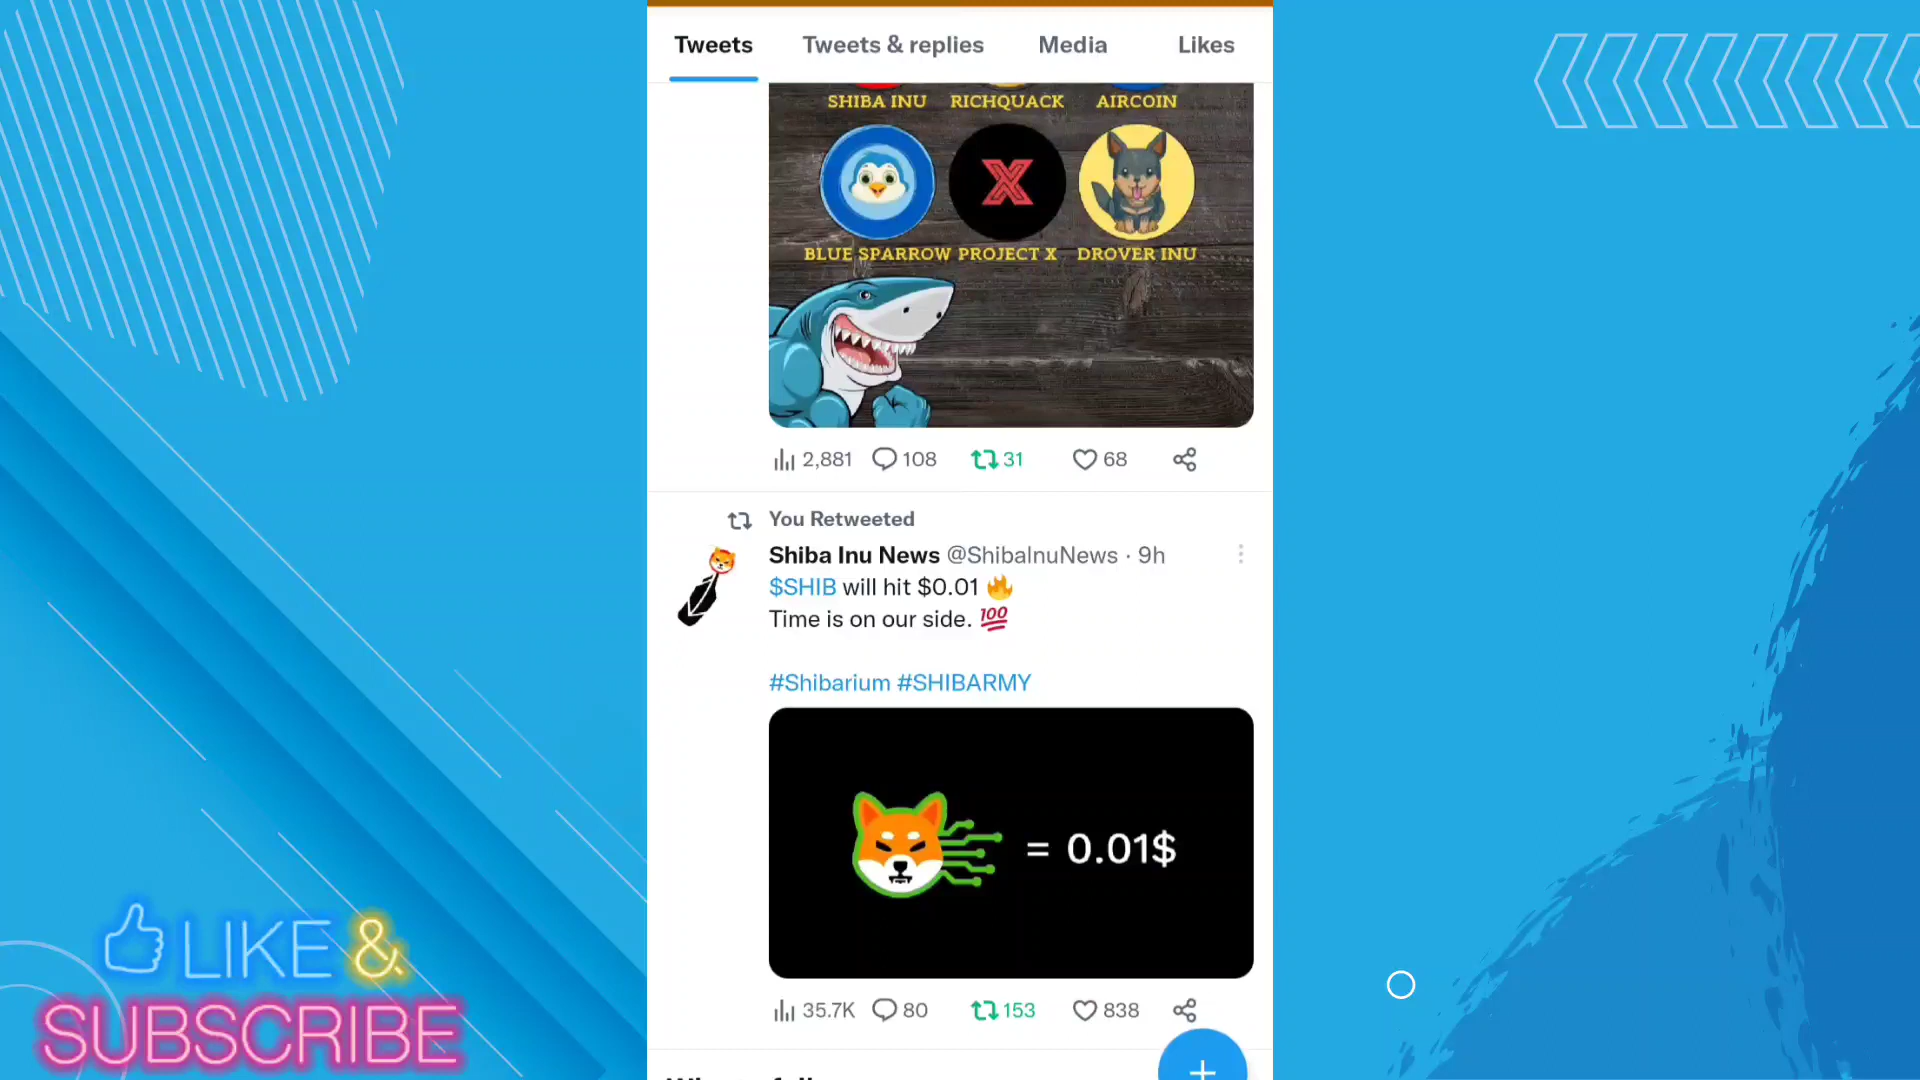 Tweets Tweets & replies Media Likes
SHIBA INU RICHQUACK AIRCOIN
BLUE SPARROW PROJECT X DROVER INU
2,881 108 31 68
You Retweeted
Shiba Inu News @ShibaInuNews · 9h
$SHIB will hit $0.01 🔥
Time is on our side. 💯
#Shibarium #SHIBARMY
= 0.01$
35.7K 80 153 838
LIKE &
SUBSCRIBE